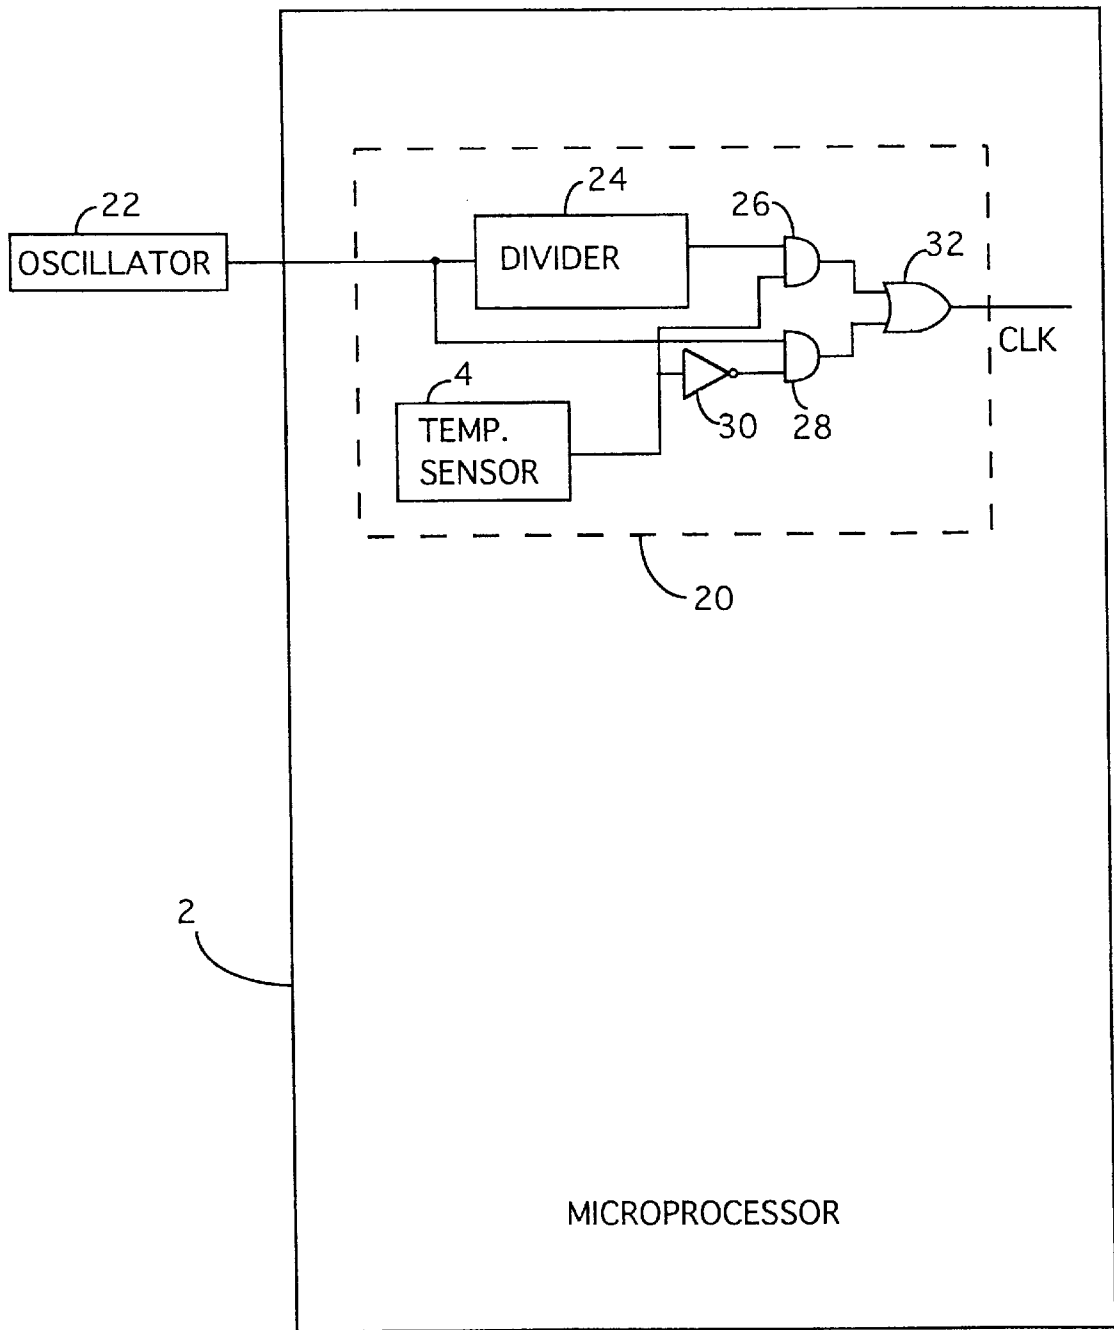 22
OSCILLATOR
24
DIVIDER
26
32
CLK
4
TEMP.
SENSOR
30
28
20
2
MICROPROCESSOR